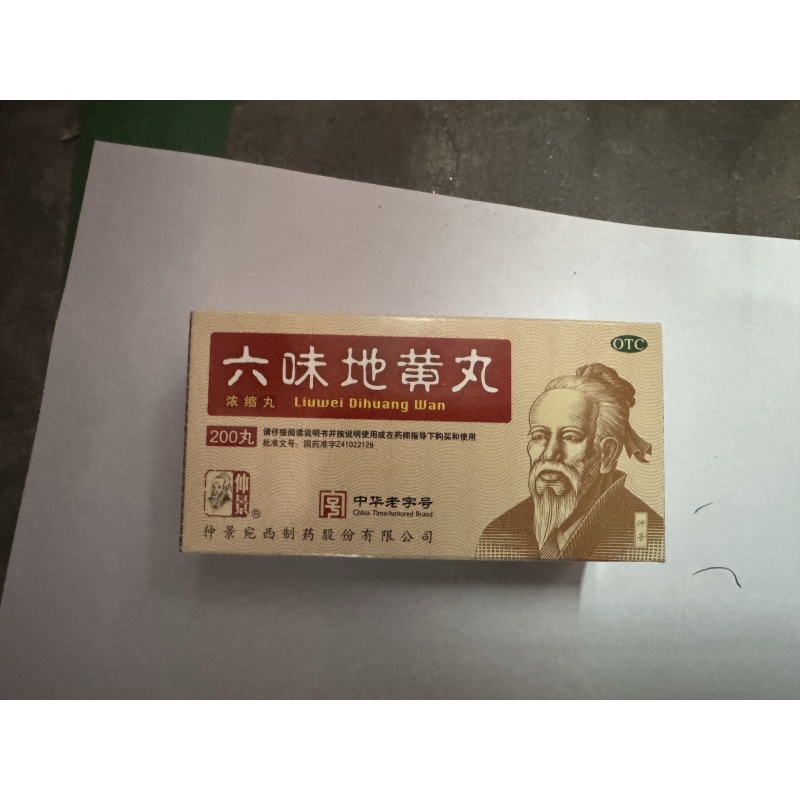 OTC
六味地黄丸
浓缩丸 Liuwei Dihuang Wan
200丸
请仔细阅读说明书并按说明使用或在药师指导下购买和使用
批准文号：国药准字Z41022128
仲景®
中华老字号
China Time-honored Brand
仲景
仲景宛西制药股份有限公司